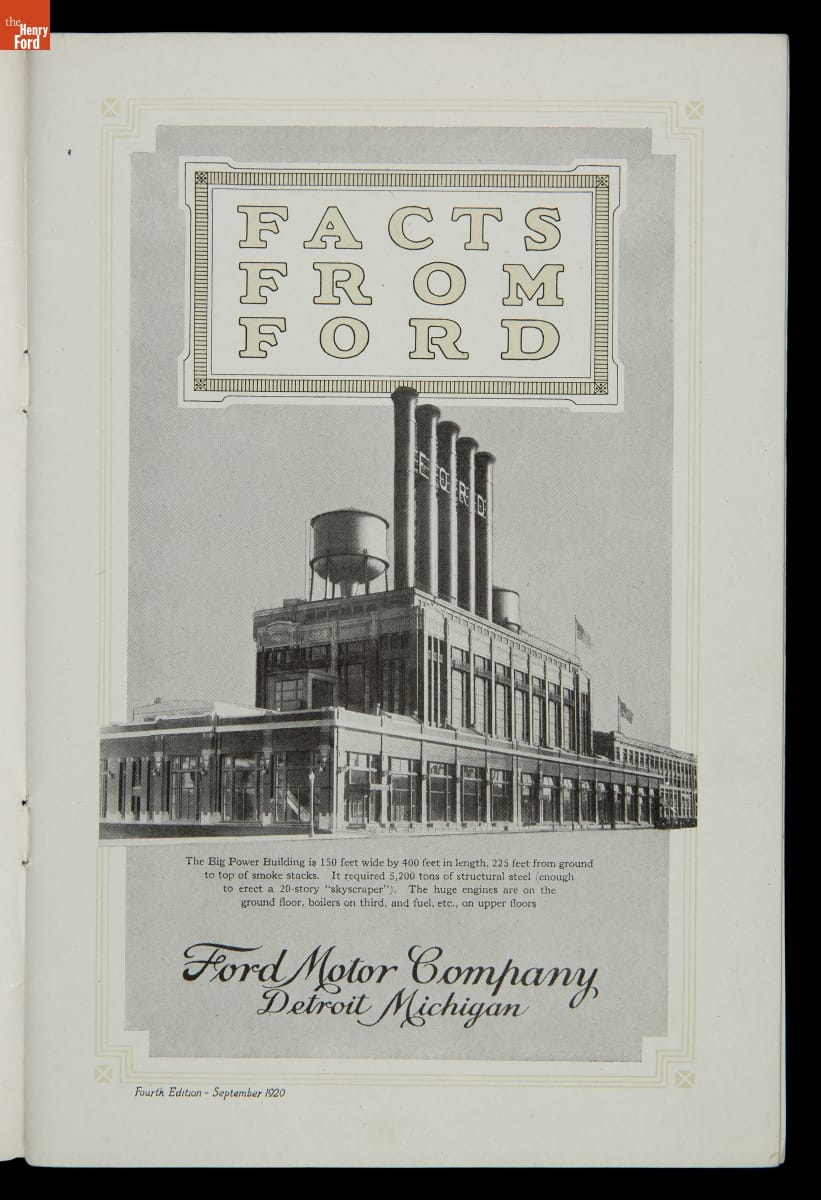 the
Henry
Ford
FACTS
FROM
FORD
FORD
The Big Power Building is 150 feet wide by 400 feet in length, 225 feet from ground
to top of smoke stacks. It required 5,200 tons of structural steel (enough
to erect a 20-story "skyscraper"). The huge engines are on the
ground floor, boilers on third, and fuel, etc., on upper floors
Ford Motor Company
Detroit Michigan
Fourth Edition - September 1920